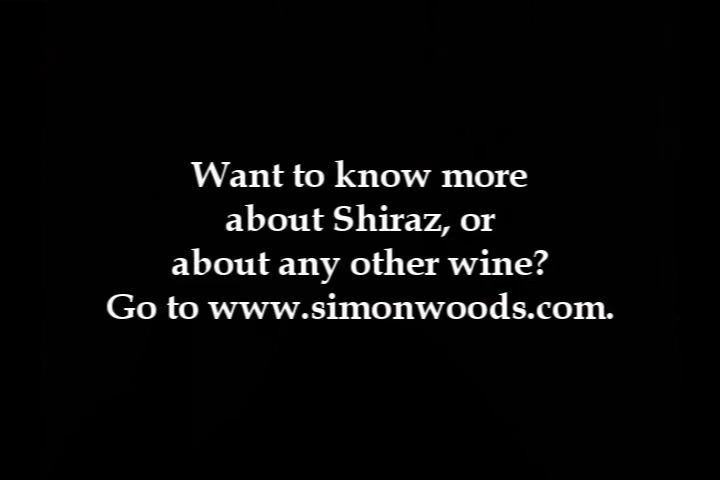 Want to know more
about Shiraz, or
about any other wine?
Go to www.simonwoods.com.